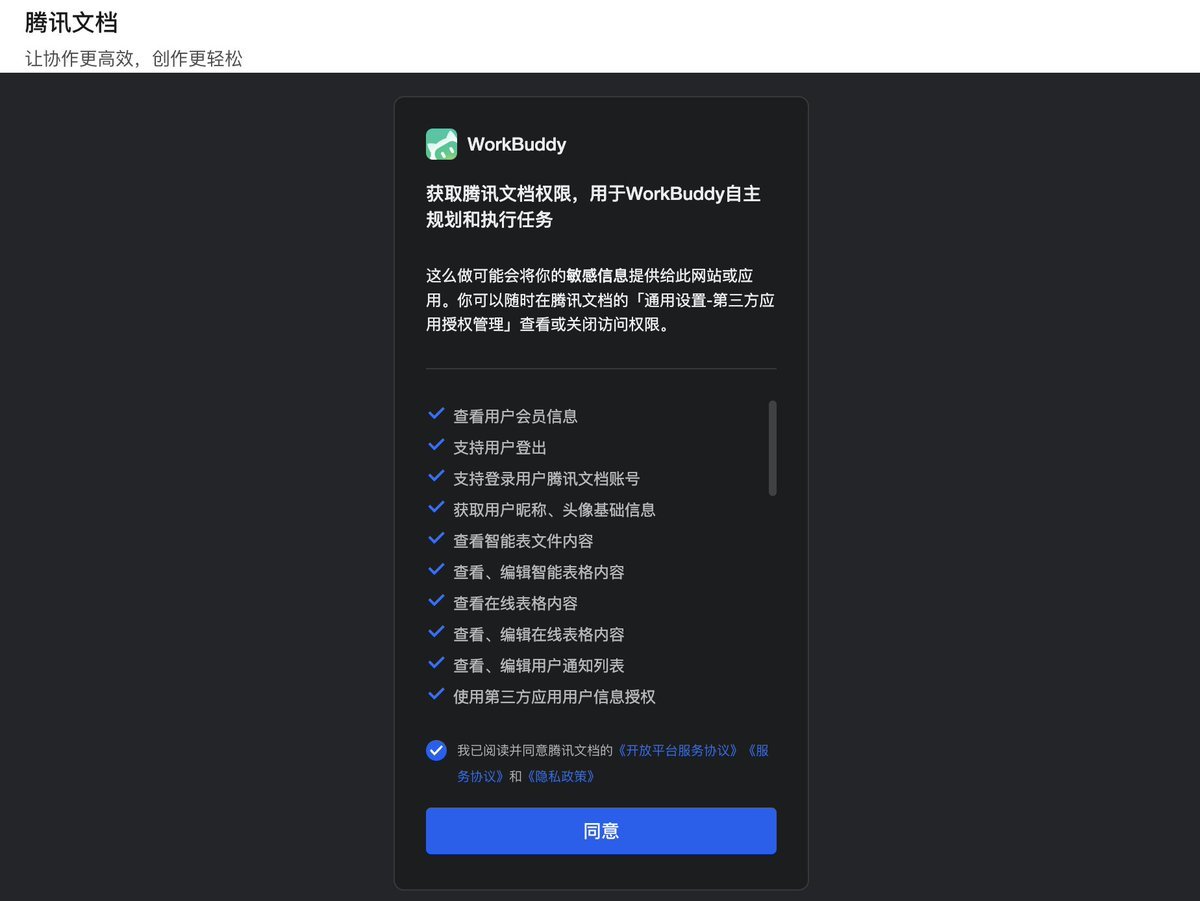 腾讯文档
让协作更高效，创作更轻松
WorkBuddy
获取腾讯文档权限，用于WorkBuddy自主
规划和执行任务
这么做可能会将你的敏感信息提供给此网站或应
用。你可以随时在腾讯文档的「通用设置-第三方应
用授权管理」查看或关闭访问权限。
查看用户会员信息
支持用户登出
支持登录用户腾讯文档账号
获取用户昵称、头像基础信息
查看智能表文件内容
查看、编辑智能表格内容
查看在线表格内容
查看、编辑在线表格内容
查看、编辑用户通知列表
使用第三方应用用户信息授权
我已阅读并同意腾讯文档的《开放平台服务协议》《服
务协议》和《隐私政策》
同意